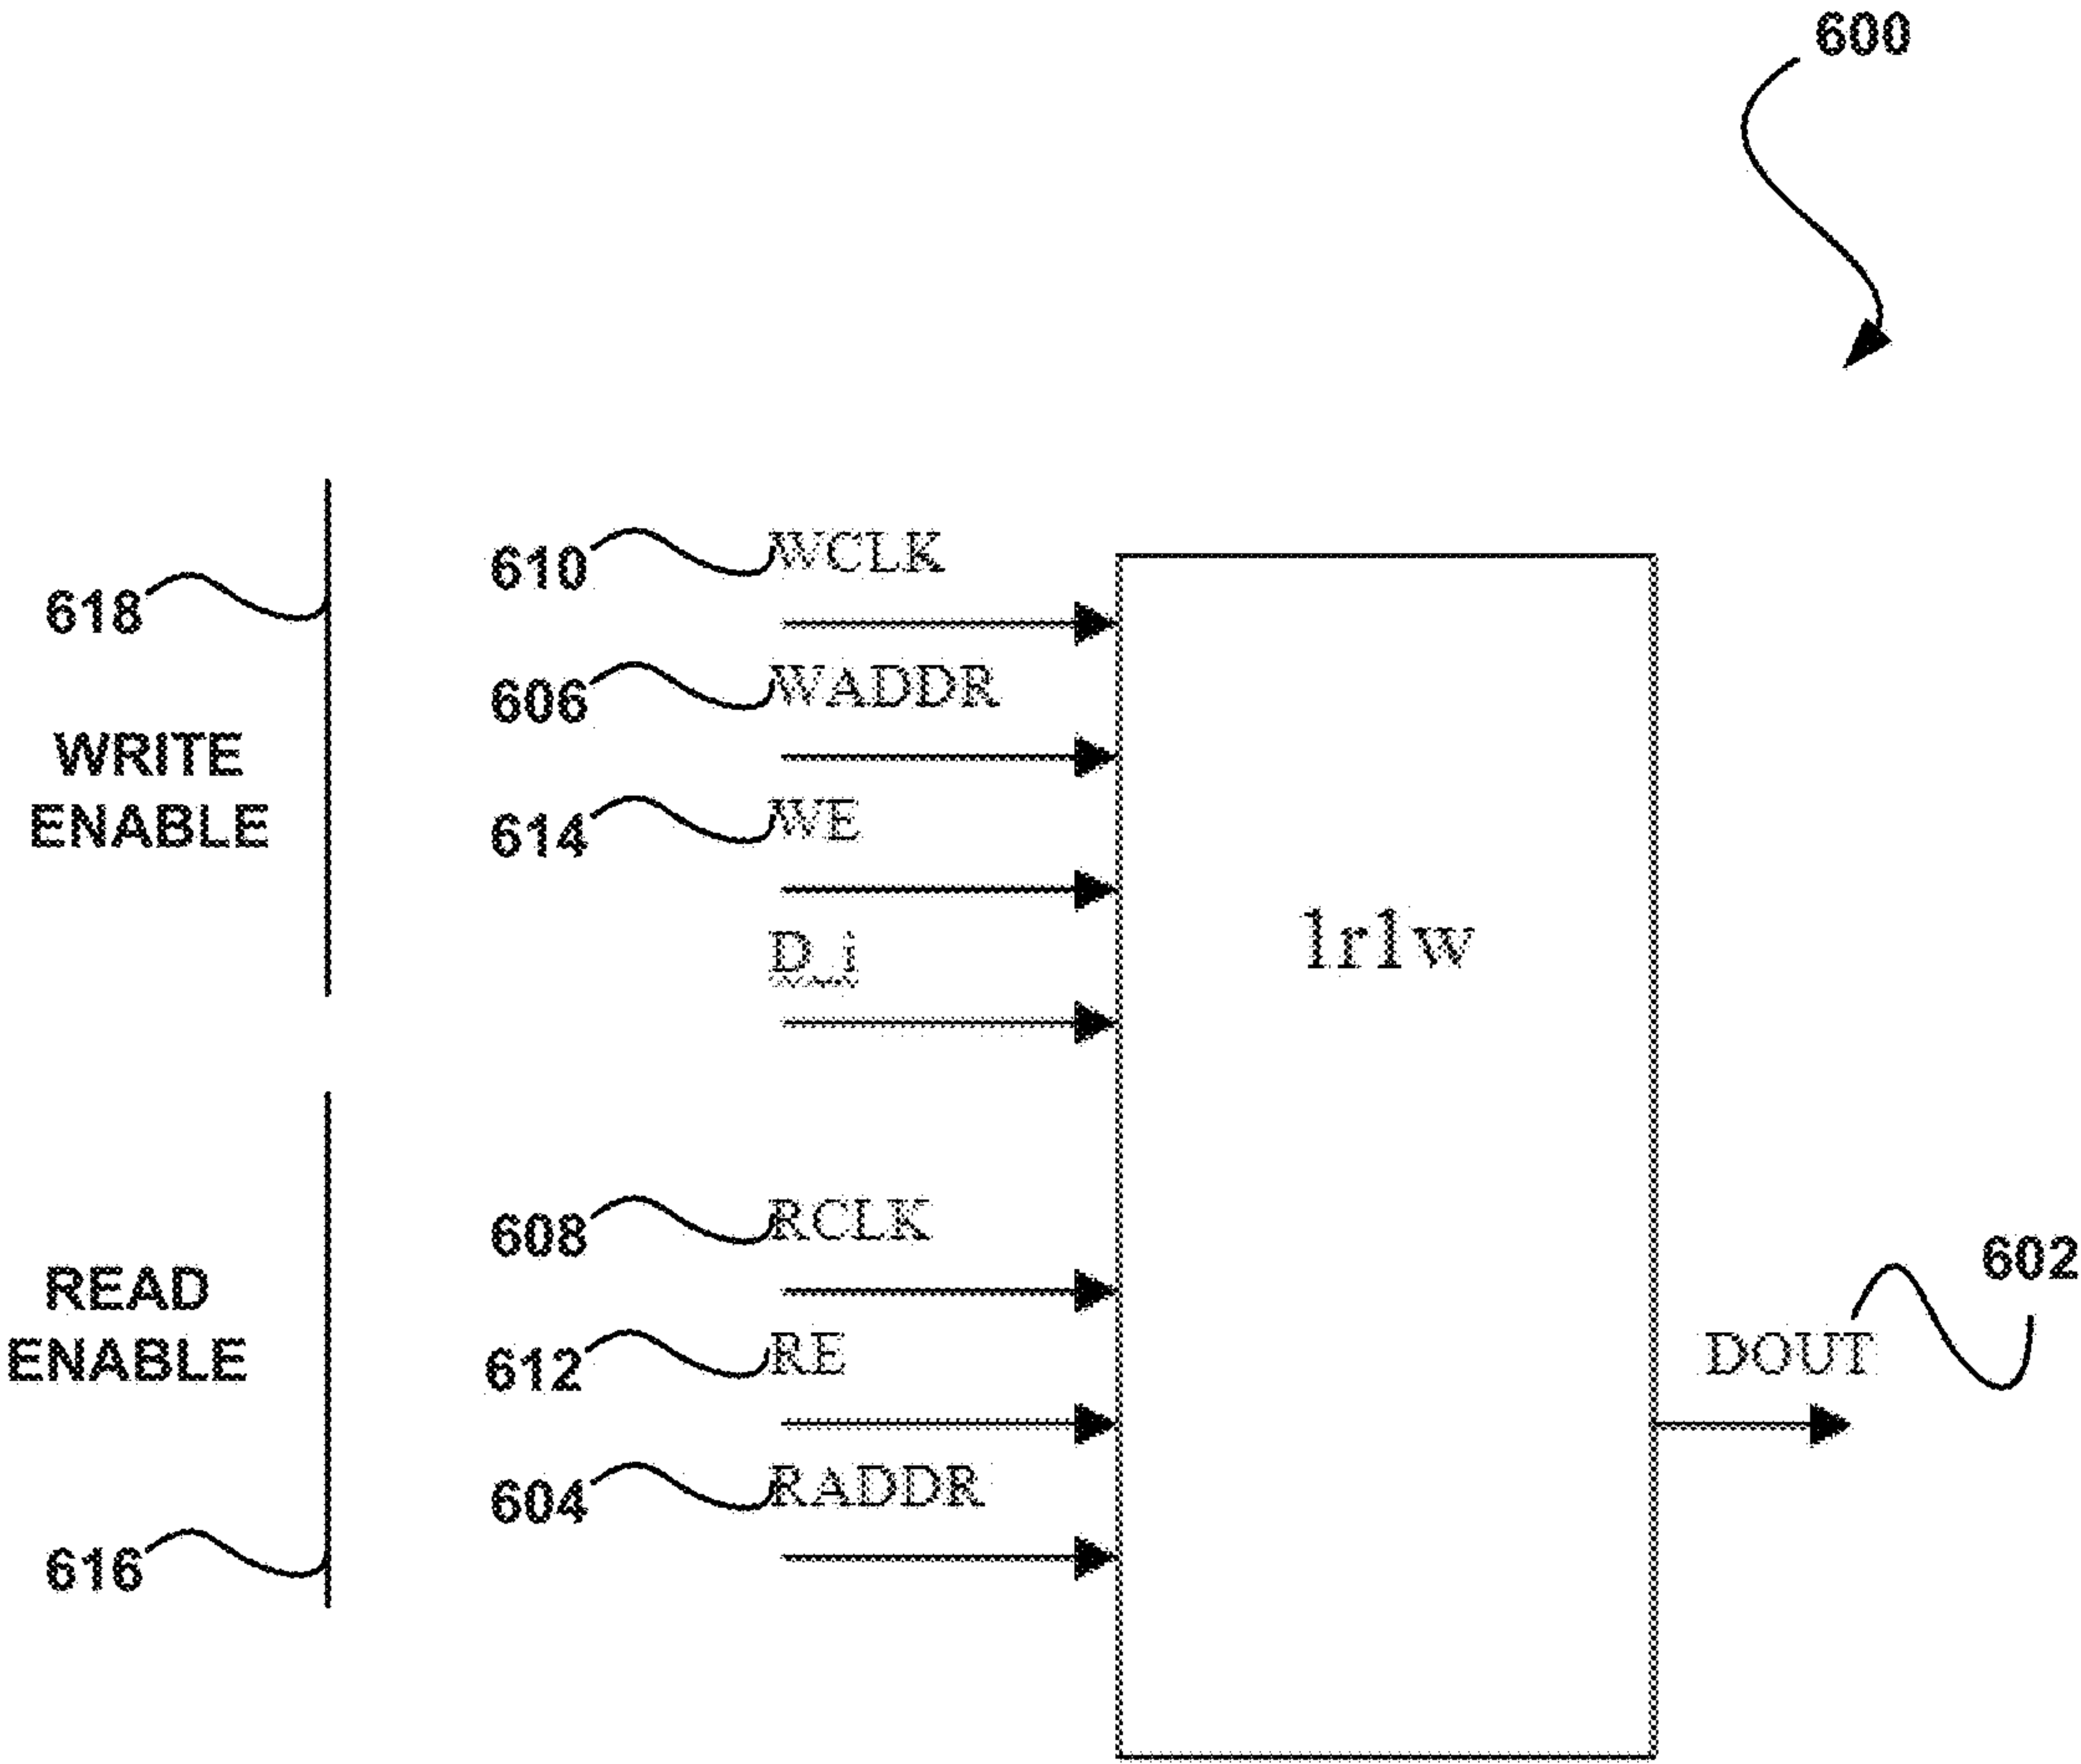 600
610 WCLK
618
606 WADDR
WRITE
ENABLE
614 WE
D_i
1r1w
608 RCLK
602
READ
ENABLE
612 RE
DOUT
604 RADDR
616